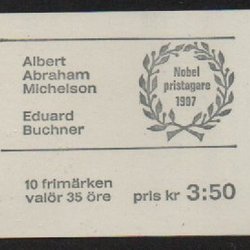 Albert
Abraham
Michelson
Eduard
Buchner
Nobel
pristagare
1907
10 frimärken
valör 35 öre
pris kr 3:50